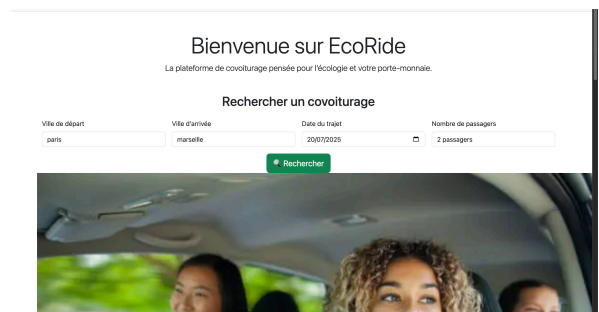 Bienvenue sur EcoRide
La plateforme de covoiturage pensée pour l'écologie et votre porte-monnaie.
Rechercher un covoiturage
Ville de départ Ville d'arrivée Date du trajet Nombre de passagers
paris marseille 20/07/2025 2 passagers
Rechercher